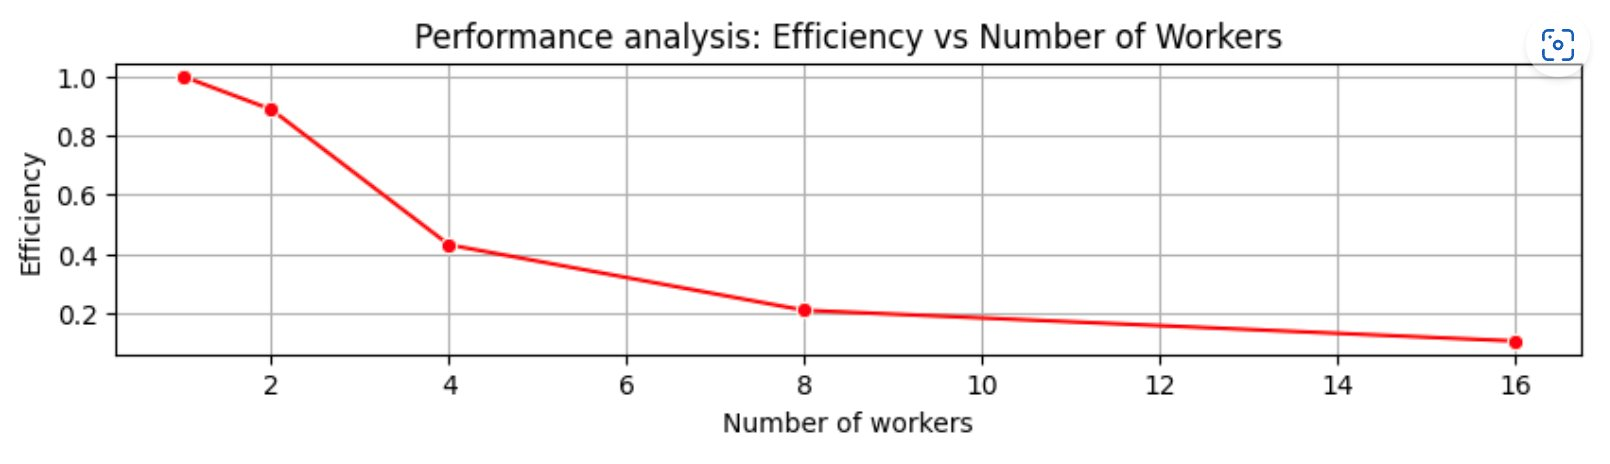 Performance analysis: Efficiency vs Number of Workers
1.0
0.8
0.6
0.4
0.2
Efficiency
2 4 6 8 10 12 14 16
Number of workers